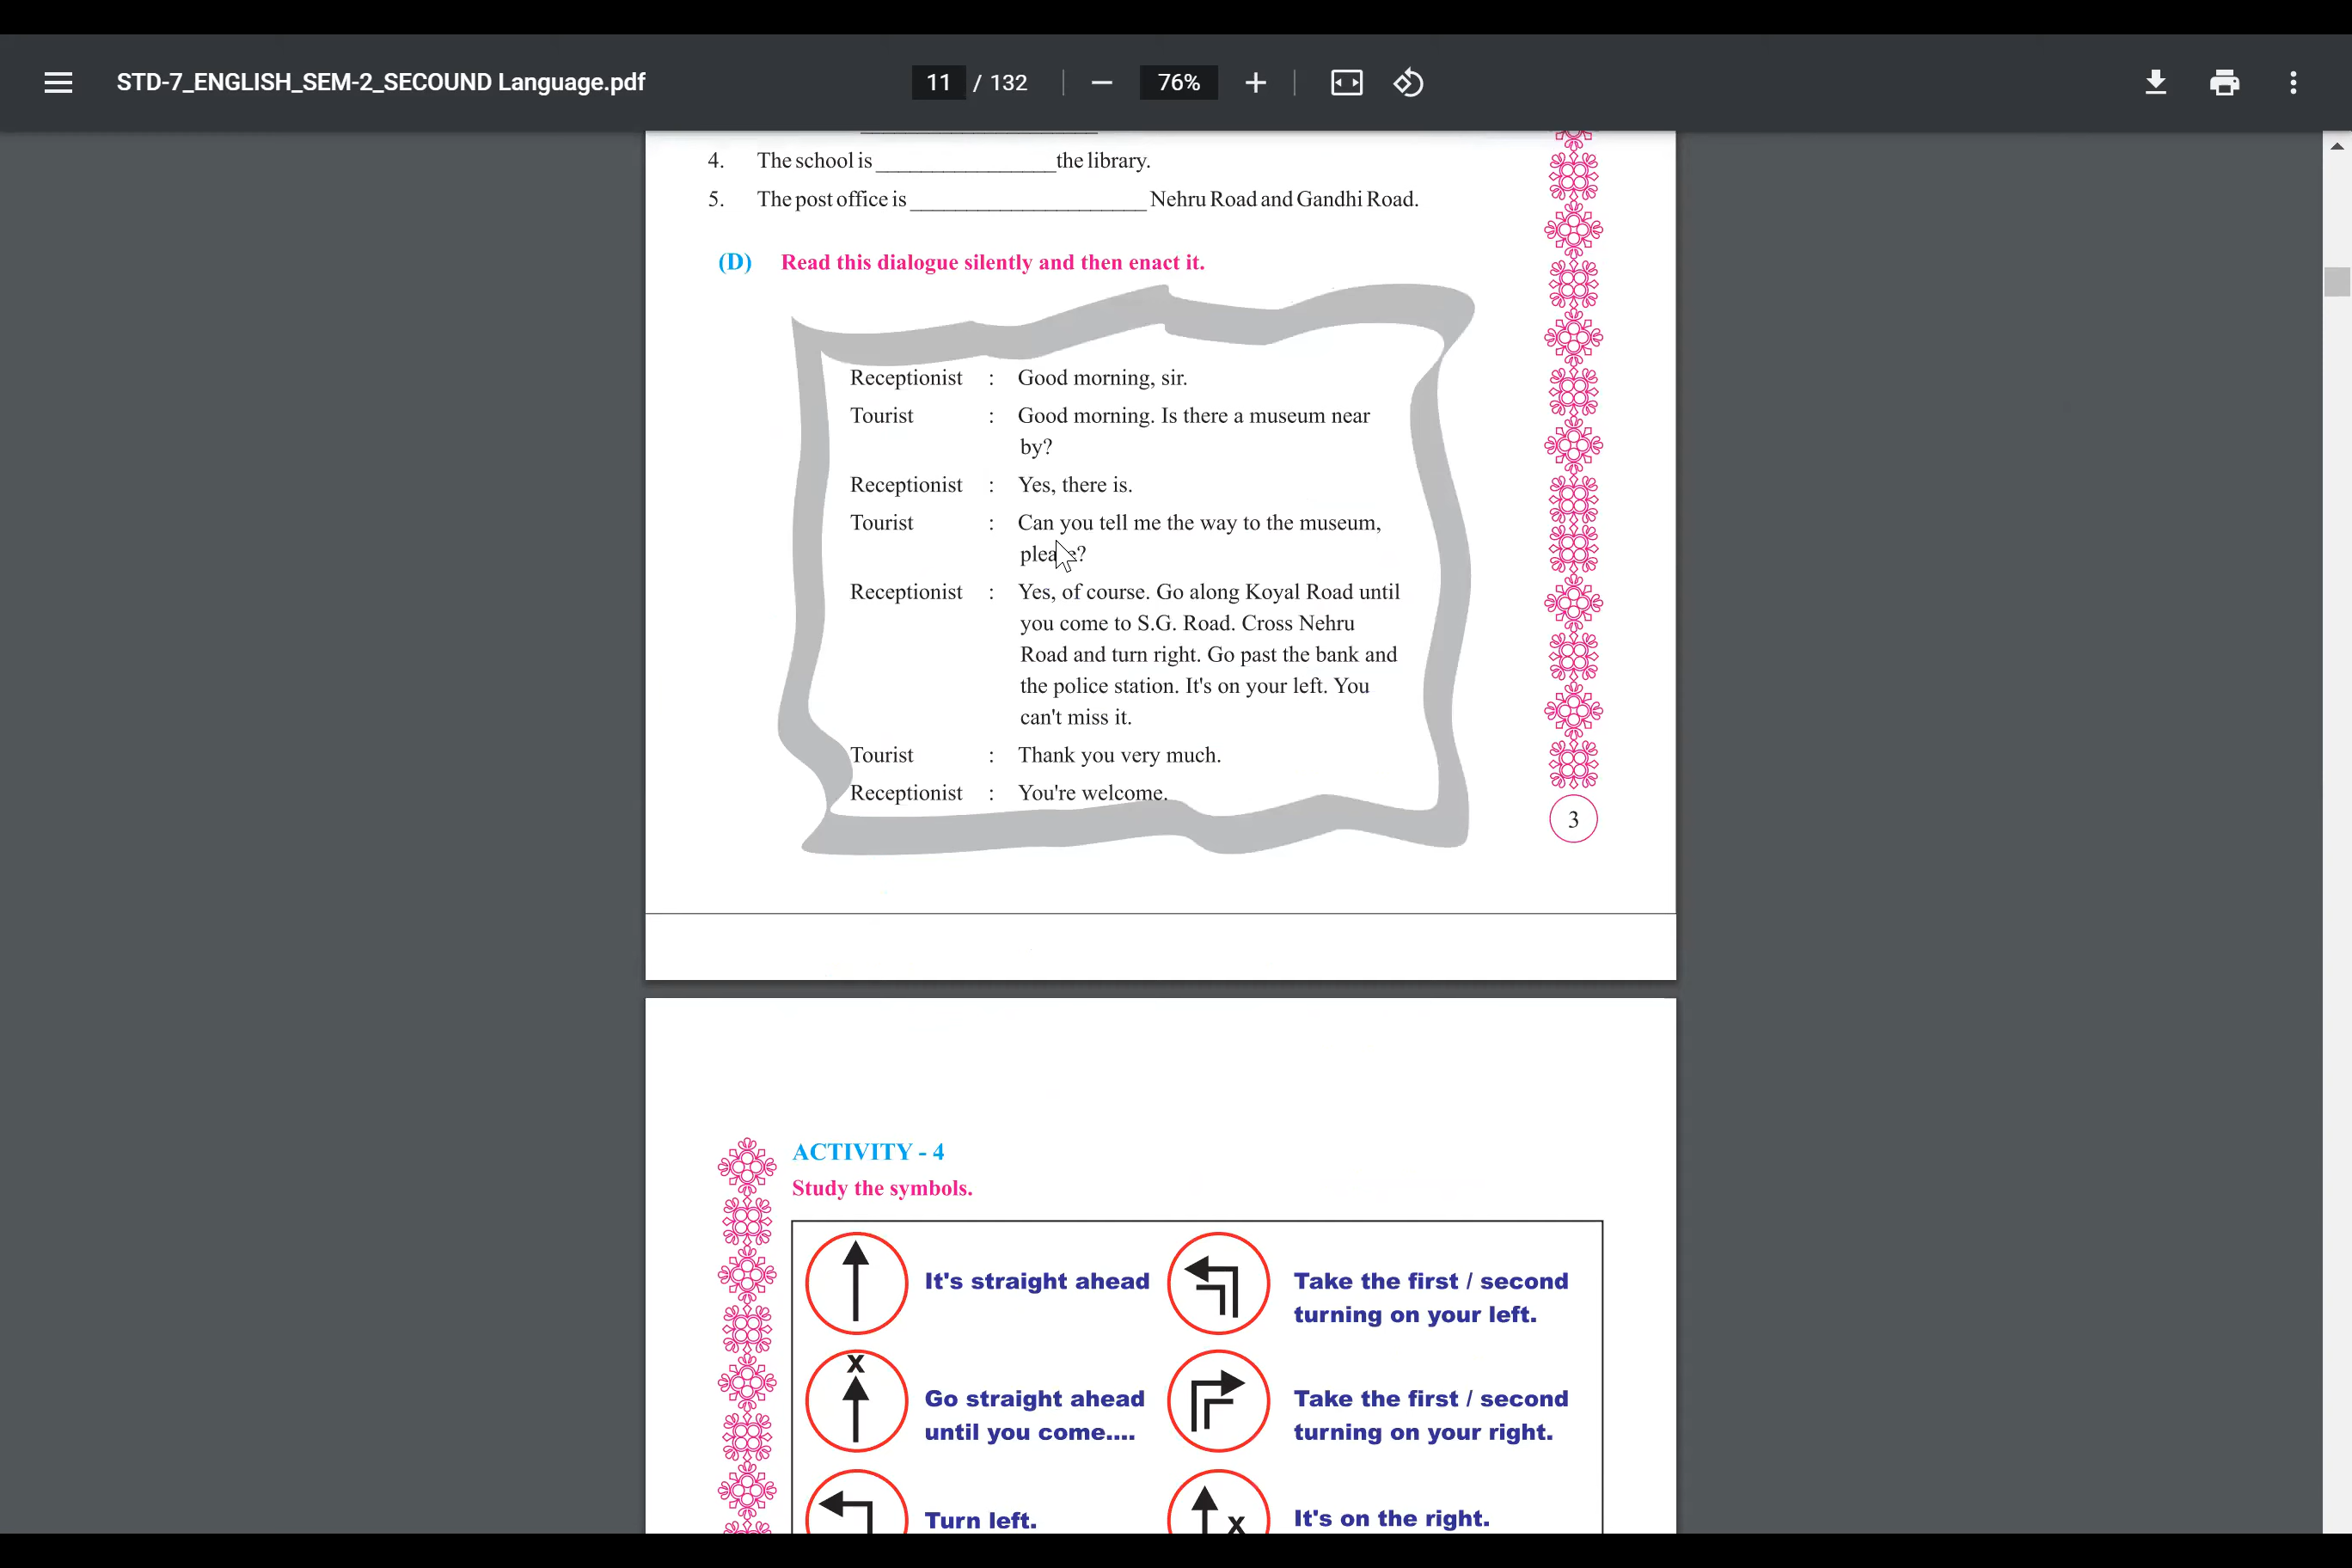 STD-7_ENGLISH_SEM-2_SECOUND Language.pdf
11 / 132
76%
4. The school is ________________ the library.
5. The post office is _____________________ Nehru Road and Gandhi Road.
(D) Read this dialogue silently and then enact it.
Receptionist : Good morning, sir.
Tourist : Good morning. Is there a museum near
by?
Receptionist : Yes, there is.
Tourist : Can you tell me the way to the museum,
please?
Receptionist : Yes, of course. Go along Koyal Road until
you come to S.G. Road. Cross Nehru
Road and turn right. Go past the bank and
the police station. It's on your left. You
can't miss it.
Tourist : Thank you very much.
Receptionist : You're welcome.
3
ACTIVITY - 4
Study the symbols.
It's straight ahead
Take the first / second
turning on your left.
X
Go straight ahead
until you come....
Take the first / second
turning on your right.
Turn left.
X
It's on the right.